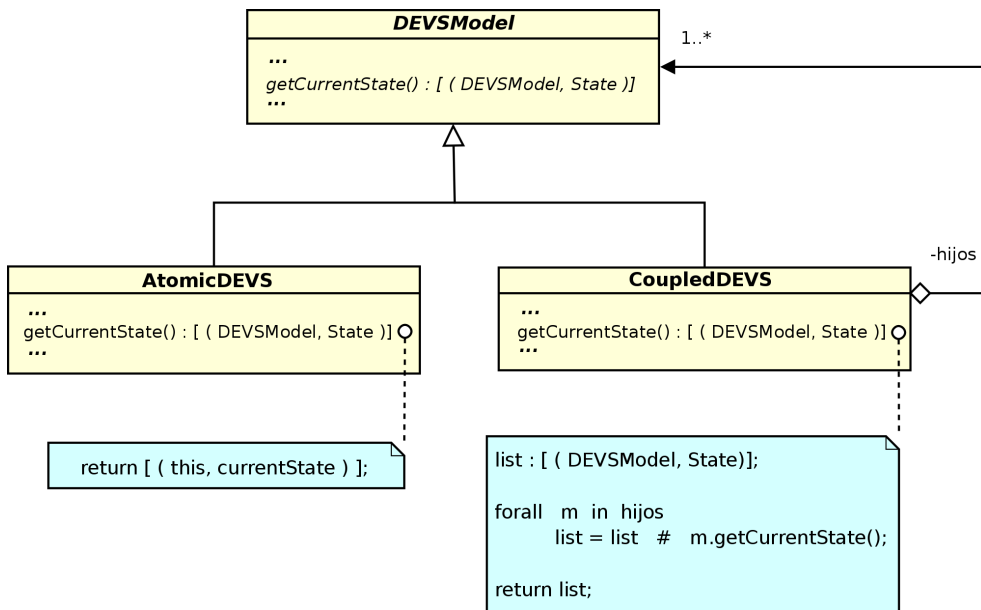 DEVSModel
1..*
...
getCurrentState() : [ ( DEVSModel, State )]
...
-hijos
AtomicDEVS
...
getCurrentState() : [ ( DEVSModel, State )]
...
CoupledDEVS
...
getCurrentState() : [ ( DEVSModel, State )]
...
return [ ( this, currentState ) ];
list : [ ( DEVSModel, State)];
forall m in hijos
list = list # m.getCurrentState();
return list;